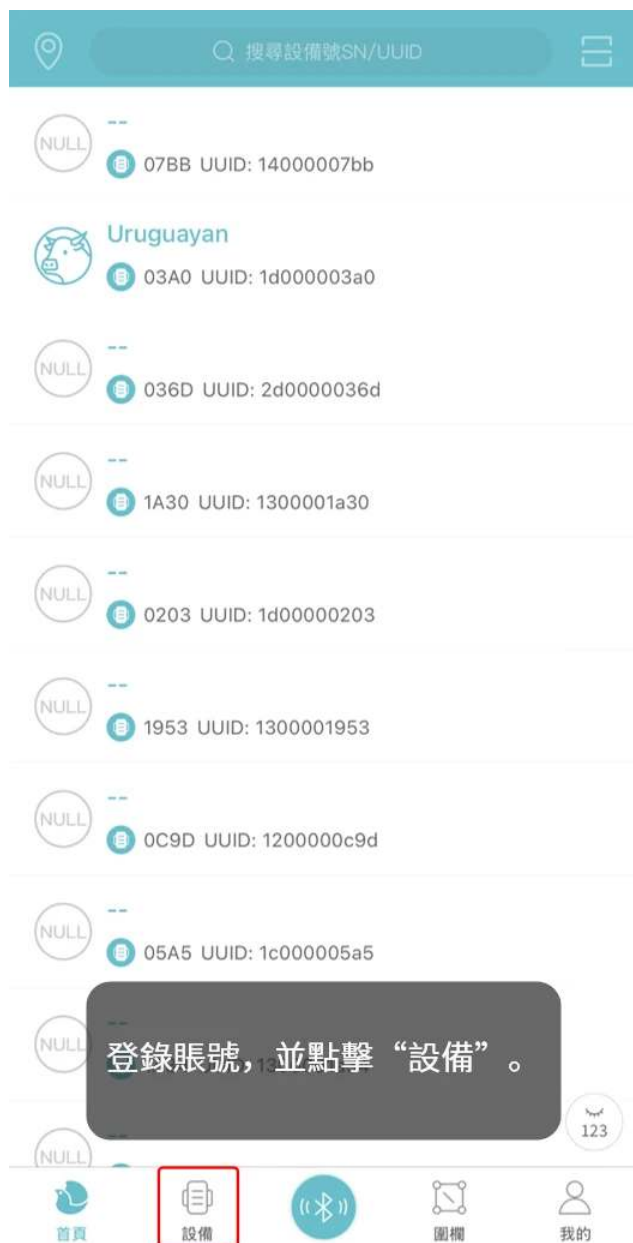 搜尋設備號SN/UUID
NULL
--
07BB UUID: 14000007bb
Uruguayan
03A0 UUID: 1d000003a0
NULL
--
036D UUID: 2d0000036d
NULL
--
1A30 UUID: 1300001a30
NULL
--
0203 UUID: 1d00000203
NULL
--
1953 UUID: 1300001953
NULL
--
0C9D UUID: 1200000c9d
NULL
--
05A5 UUID: 1c000005a5
NULL
--
登錄賬號，並點擊“設備”。
123
NULL
--
首頁 設備 圍欄 我的